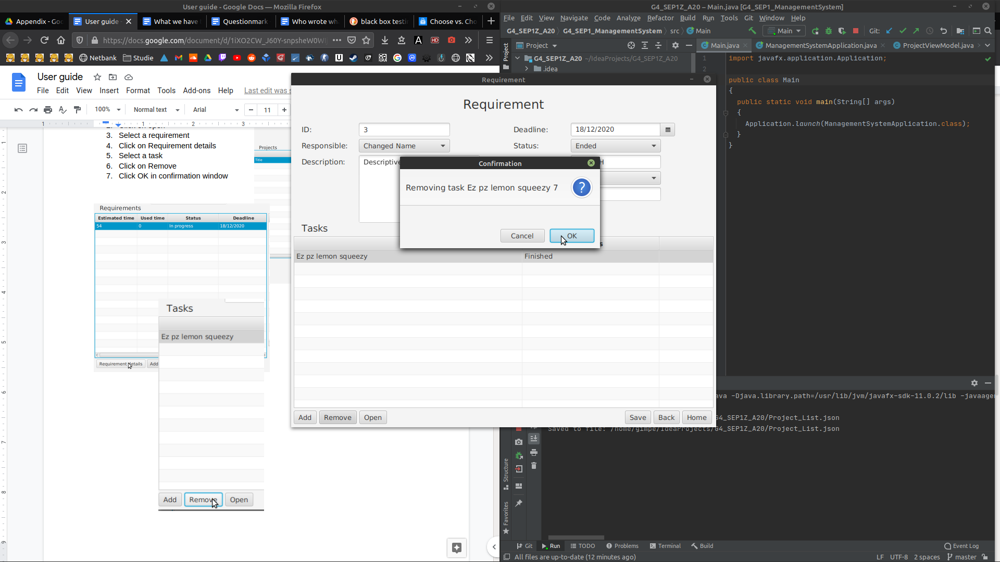 User guide - Google Docs — Mozilla Firefox
Appendix - Goo
User guide -
What we have
Questionmark
Who wrote wh
black box testi
Choose vs. Cho
https://docs.google.com/document/d/1iXO2CW_J60Y-snpsheW0W
Netbank
Studie
User guide
File Edit View Insert Format Tools Add-ons Help Last edit was s
100% Normal text Arial 11
3. Select a requirement
4. Click on Requirement details
5. Select a task
6. Click on Remove
7. Click OK in confirmation window
Projects
Title
Requirements
Estimated time Used time Status Deadline
54 0 In progress 18/12/2020
Requirement details Add
Tasks
Ez pz lemon squeezy
Add Remove Open
Requirement
Requirement
ID: 3 Deadline: 18/12/2020
Responsible: Changed Name Status: Ended
Description: Descriptive
Confirmation
Removing task Ez pz lemon squeezy 7
?
Cancel OK
Tasks
Ez pz lemon squeezy Finished
Add Remove Open Save Back Home
G4_SEP1Z_A20 – Main.java [G4_SEP1_ManagementSystem]
File Edit View Navigate Code Analyze Refactor Build Run Tools Git Window Help
G4_SEP1Z_A20 G4_SEP1_ManagementSystem src Main Main Git:
Project Project Main.java ManagementSystemApplication.java ProjectViewModel.java
G4_SEP1Z_A20 ~/IdeaProjects/G4_SEP1Z_A20
.idea
1 import javafx.application.Application;
2
public class Main
{
public static void main(String[] args)
{
Application.launch(ManagementSystemApplication.class);
}
}
ava -Djava.library.path=/usr/lib/jvm/javafx-sdk-11.0.2/lib -javaagen
G4_SEP1Z_A20/Project_List.json
Saved to file: /home/gimpe/IdeaProjects/G4_SEP1Z_A20/Project_List.json
Structure
Favorites
Git Run TODO Problems Terminal Build Event Log
All files are up-to-date (12 minutes ago) LF UTF-8 2 spaces master